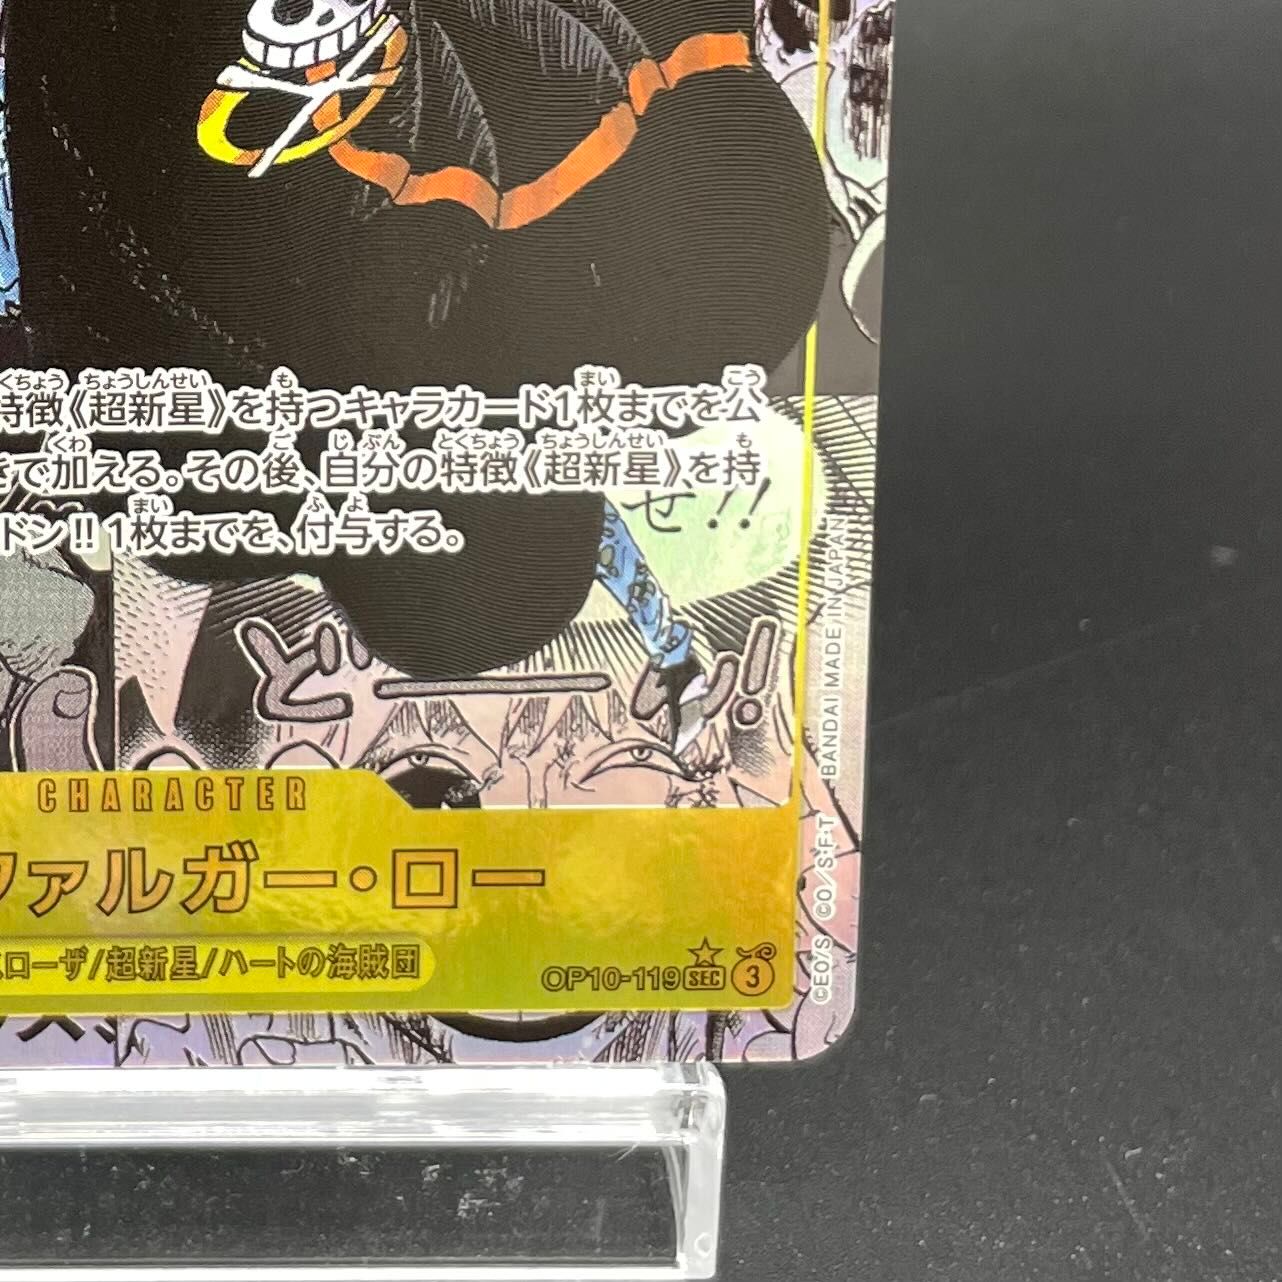 特徴《超新星》を持つキャラカード1枚までを公
で加える。その後、自分の特徴《超新星》を持
ドン!! 1枚までを、付与する。
ぜ!!
ど――ん!
CHARACTER
ファルガー・ロー
ローザ/超新星/ハートの海賊団
OP10-119 SEC 3
©EO/S ©O/S・F・T BANDAI MADE IN JAPAN